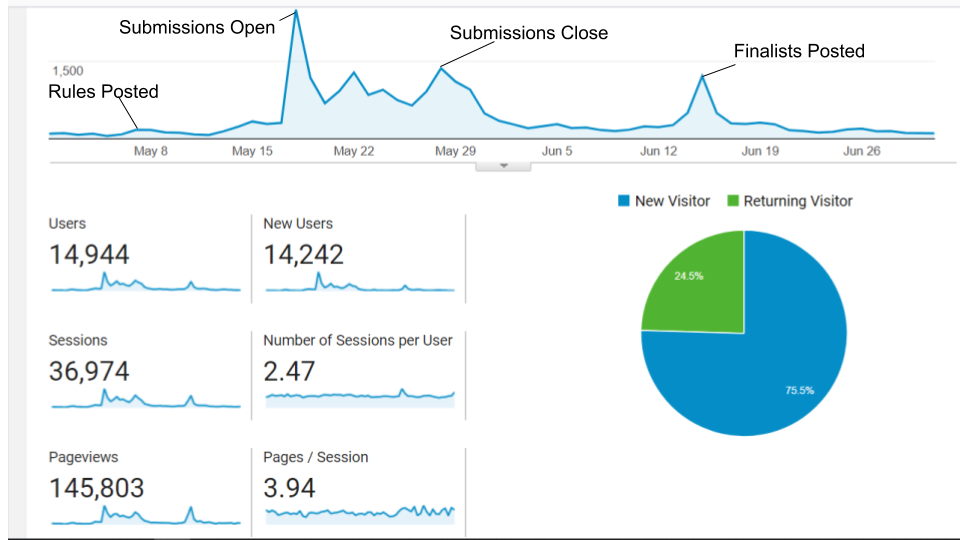 Submissions Open
Submissions Close
Finalists Posted
1,500
Rules Posted
May 8
May 15
May 22
May 29
Jun 5
Jun 12
Jun 19
Jun 26
New Visitor
Returning Visitor
Users
14,944
New Users
14,242
24.5%
75.5%
Sessions
36,974
Number of Sessions per User
2.47
Pageviews
145,803
Pages / Session
3.94